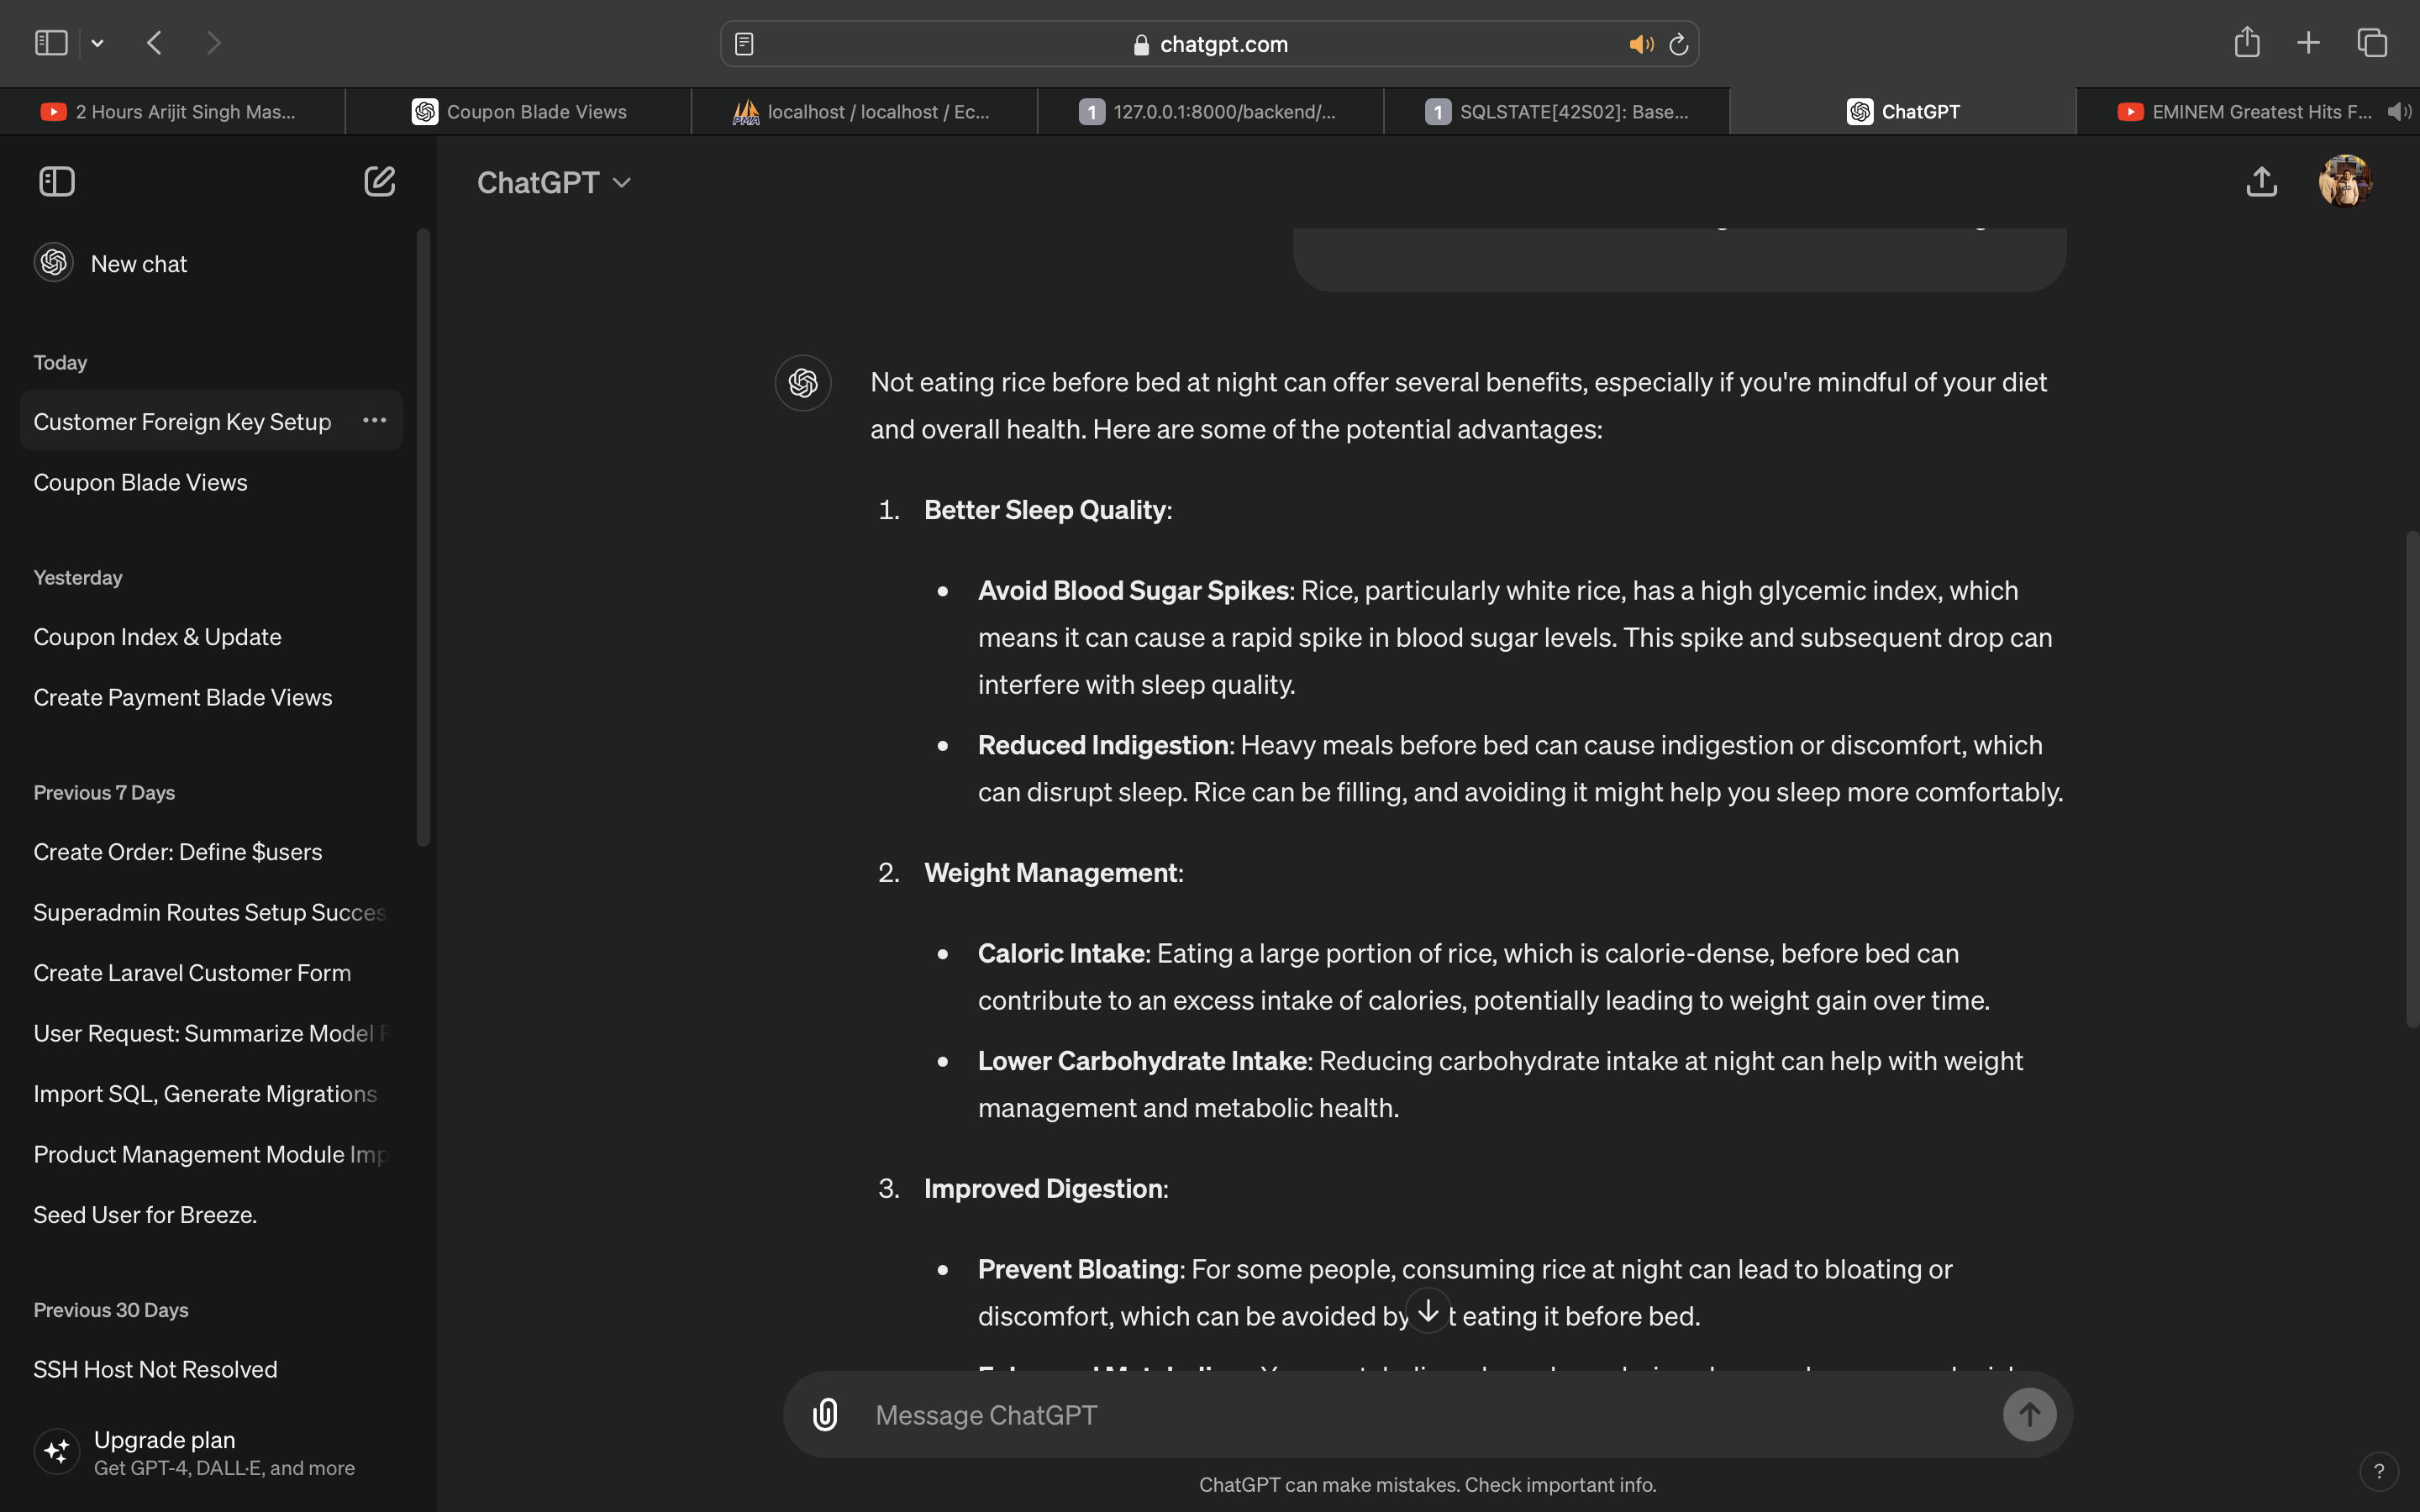 chatgpt.com
2 Hours Arijit Singh Mas...
Coupon Blade Views
localhost / localhost / Ec...
1 127.0.0.1:8000/backend/...
1 SQLSTATE[42S02]: Base...
ChatGPT
EMINEM Greatest Hits F...
ChatGPT
New chat
Today
Customer Foreign Key Setup
Coupon Blade Views
Yesterday
Coupon Index & Update
Create Payment Blade Views
Previous 7 Days
Create Order: Define $users
Superadmin Routes Setup Succes
Create Laravel Customer Form
User Request: Summarize Model
Import SQL, Generate Migrations
Product Management Module Imp
Seed User for Breeze.
Previous 30 Days
SSH Host Not Resolved
Upgrade plan
Get GPT-4, DALL·E, and more
Not eating rice before bed at night can offer several benefits, especially if you're mindful of your diet
and overall health. Here are some of the potential advantages:
1. Better Sleep Quality:
• Avoid Blood Sugar Spikes: Rice, particularly white rice, has a high glycemic index, which
means it can cause a rapid spike in blood sugar levels. This spike and subsequent drop can
interfere with sleep quality.
• Reduced Indigestion: Heavy meals before bed can cause indigestion or discomfort, which
can disrupt sleep. Rice can be filling, and avoiding it might help you sleep more comfortably.
2. Weight Management:
• Caloric Intake: Eating a large portion of rice, which is calorie-dense, before bed can
contribute to an excess intake of calories, potentially leading to weight gain over time.
• Lower Carbohydrate Intake: Reducing carbohydrate intake at night can help with weight
management and metabolic health.
3. Improved Digestion:
• Prevent Bloating: For some people, consuming rice at night can lead to bloating or
discomfort, which can be avoided by t eating it before bed.
Message ChatGPT
ChatGPT can make mistakes. Check important info.
?